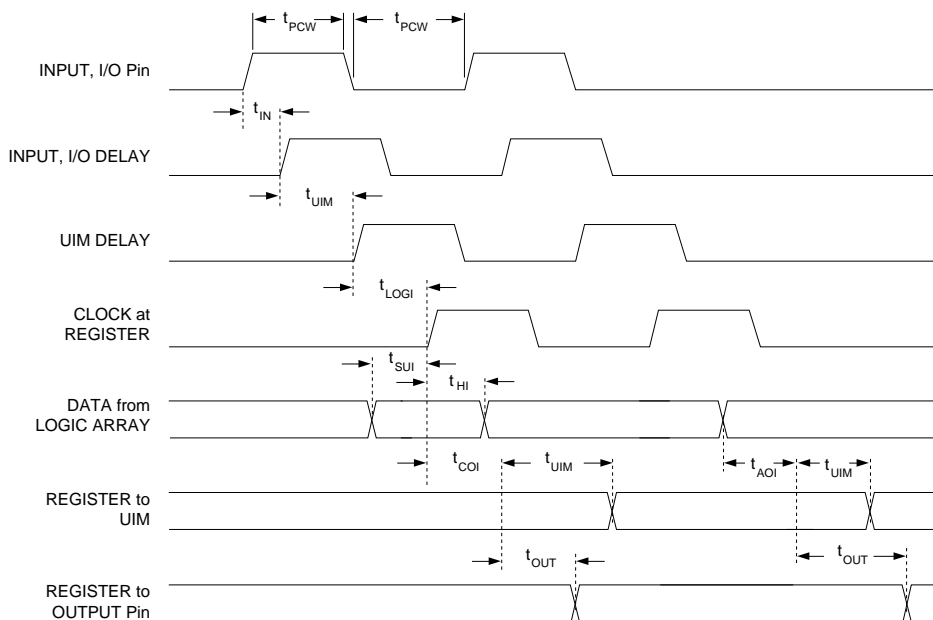 tPCW tPCW
INPUT, I/O Pin
tIN
INPUT, I/O DELAY
tUIM
UIM DELAY
tLOGI
CLOCK at
REGISTER
tSUI
tHI
DATA from
LOGIC ARRAY
tCOI tUIM tAOI tUIM
REGISTER to
UIM
tOUT tOUT
REGISTER to
OUTPUT Pin